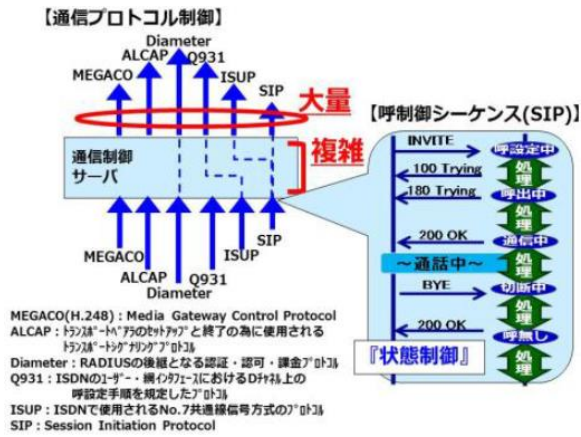 【通信プロトコル制御】
Diameter
ALCAP
Q931
MEGACO
ISUP
SIP
大量
通信制御
サーバ
複雑
MEGACO
ALCAP
Diameter
Q931
ISUP
SIP
【呼制御シーケンス(SIP)】
INVITE
呼設定中
処理
100 Trying
180 Trying
呼出中
処理
200 OK
通信中
～通話中～
処理
BYE
切断中
処理
200 OK
呼無し
『状態制御』
処理
MEGACO(H.248) : Media Gateway Control Protocol
ALCAP : ﾄﾗﾝｽﾎﾟｰﾄﾍﾞｱﾗのｾｯﾄｱｯﾌﾟと終了の為に使用される
ﾄﾗﾝｽﾎﾟｰﾄｼｸﾞﾅﾘﾝｸﾞﾌﾟﾛﾄｺﾙ
Diameter : RADIUSの後継となる認証・認可・課金ﾌﾟﾛﾄｺﾙ
Q931 : ISDNのﾕｰｻﾞｰ・網ｲﾝﾀﾌｪｰｽにおけるDﾁｬﾈﾙ上の
呼設定手順を規定したﾌﾟﾛﾄｺﾙ
ISUP : ISDNで使用されるNo.7共通線信号方式のﾌﾟﾛﾄｺﾙ
SIP : Session Initiation Protocol